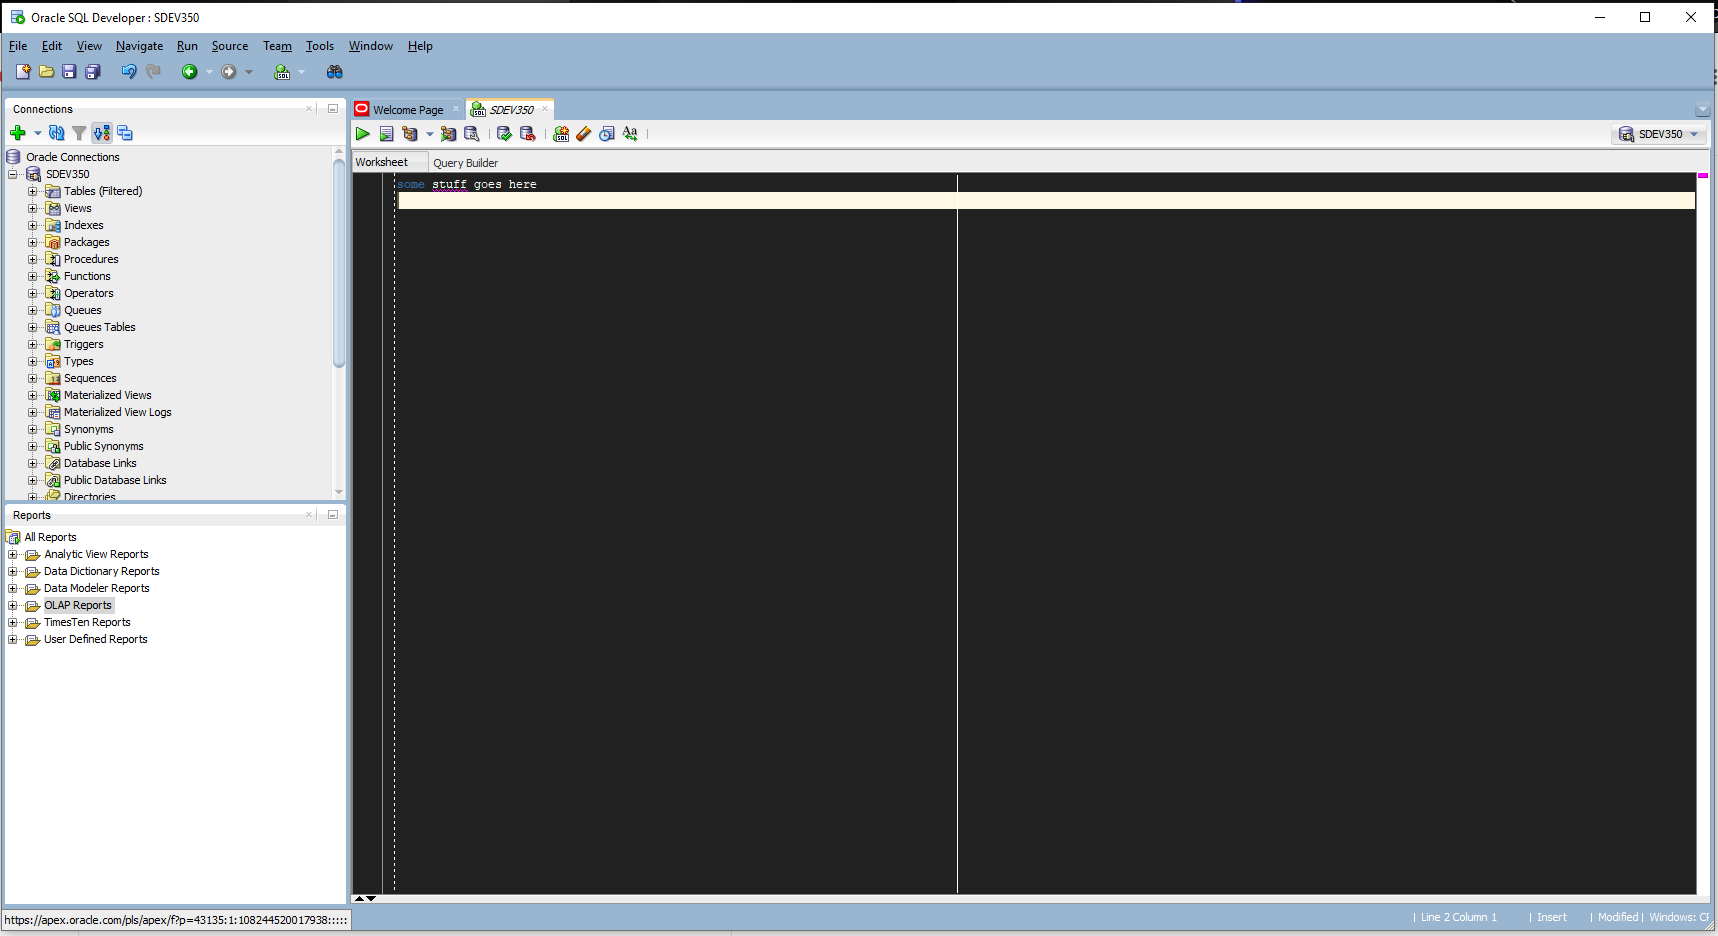 Oracle SQL Developer : SDEV350
File Edit View Navigate Run Source Team Tools Window Help
Connections
Welcome Page
SDEV350
SDEV350
Worksheet
Query Builder
Oracle Connections
SDEV350
Tables (Filtered)
Views
Indexes
Packages
Procedures
Functions
Operators
Queues
Queues Tables
Triggers
Types
Sequences
Materialized Views
Materialized View Logs
Synonyms
Public Synonyms
Database Links
Public Database Links
Directories
some stuff goes here
Reports
All Reports
Analytic View Reports
Data Dictionary Reports
Data Modeler Reports
OLAP Reports
TimesTen Reports
User Defined Reports
https://apex.oracle.com/pls/apex/f?p=43135:1:108244520017938:::::
| Line 2 Column 1 | Insert | Modified | Windows: CF